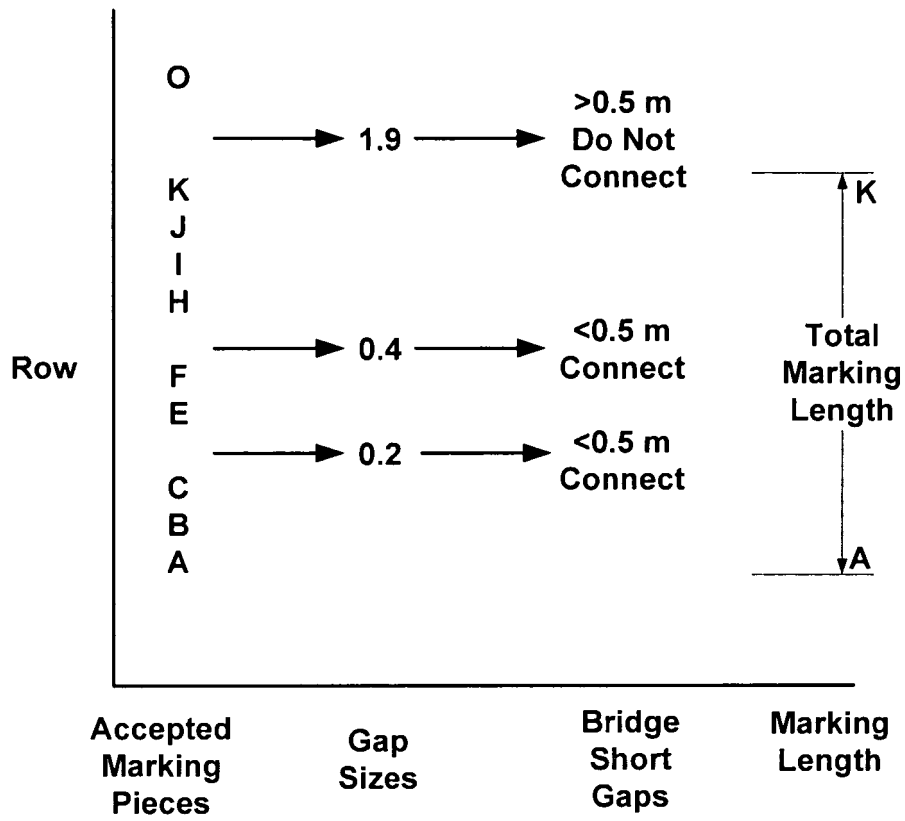 O
1.9
>0.5 m
Do Not
Connect
K
J
I
H
K
0.4
<0.5 m
Connect
Total
Marking
Length
Row
F
E
0.2
<0.5 m
Connect
C
B
A
A
Accepted
Marking
Pieces
Gap
Sizes
Bridge
Short
Gaps
Marking
Length